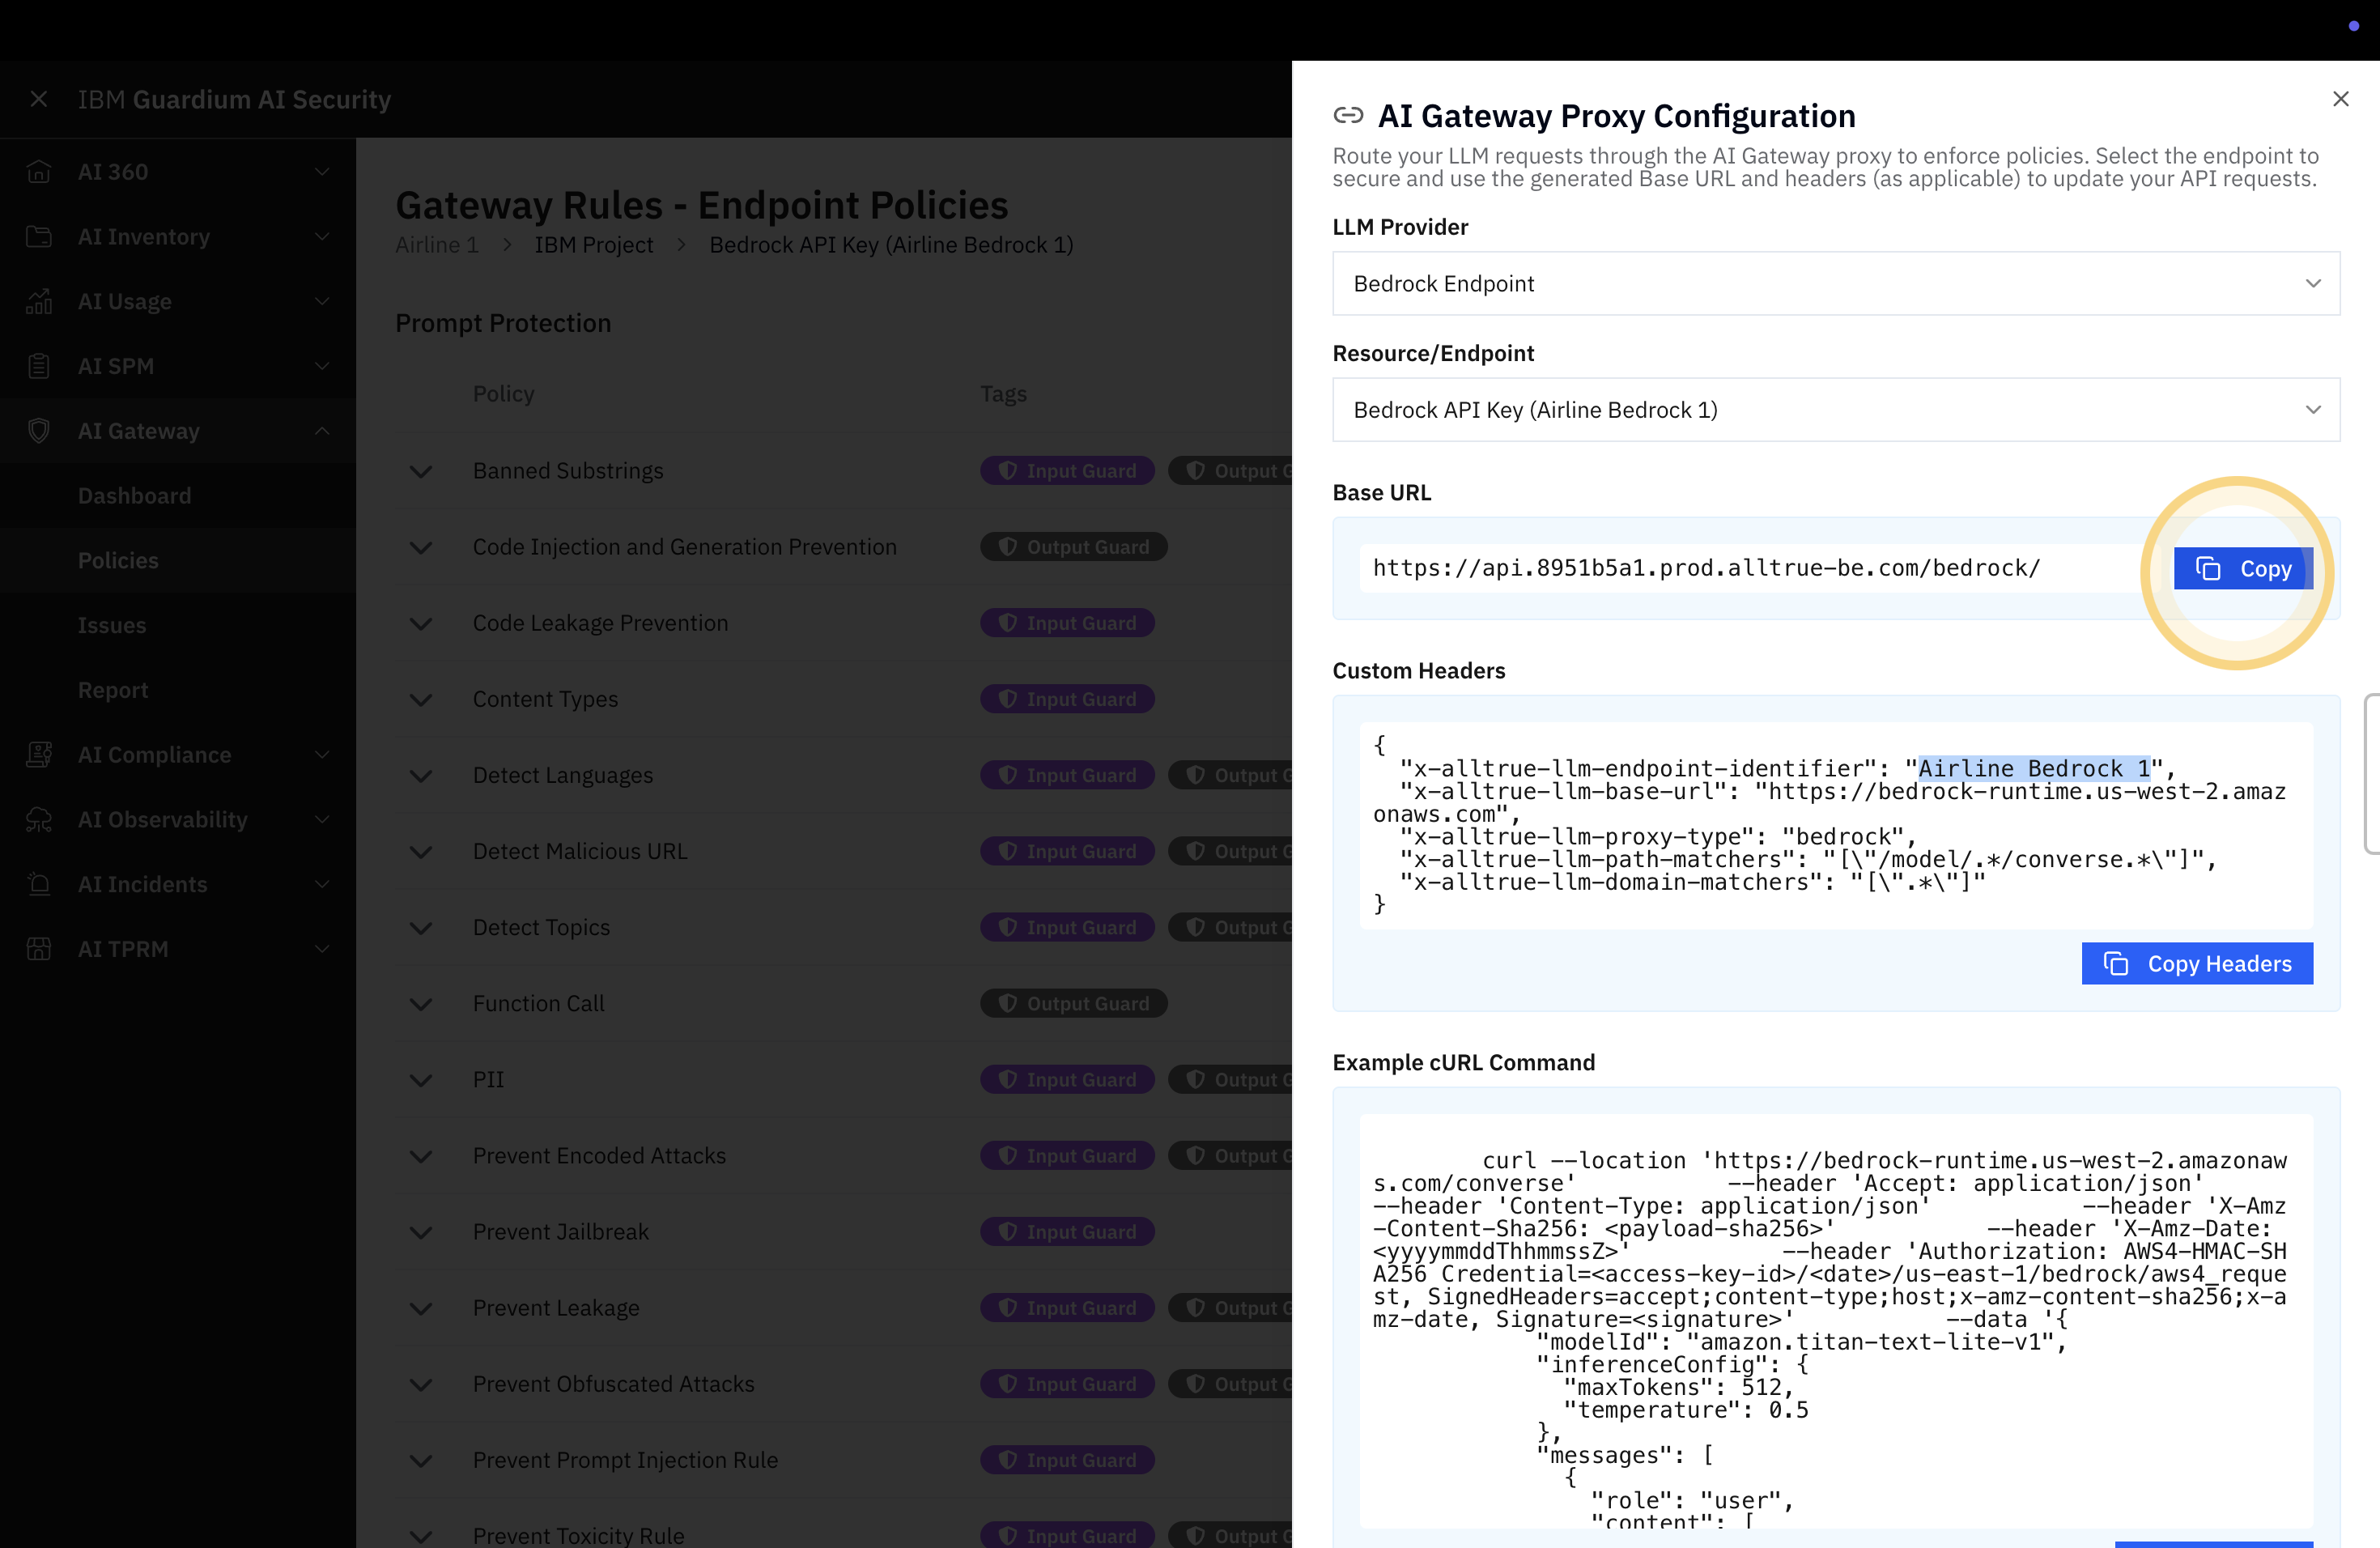 IBM Guardium AI Security
AI 360
AI Inventory
AI Usage
AI SPM
AI Gateway
Dashboard
Policies
Issues
Report
AI Compliance
AI Observability
AI Incidents
AI TPRM
Gateway Rules - Endpoint Policies
Airline 1 > IBM Project > Bedrock API Key (Airline Bedrock 1)
Prompt Protection
Policy Tags
Banned Substrings Input Guard Output G
Code Injection and Generation Prevention Output Guard
Code Leakage Prevention Input Guard
Content Types Input Guard
Detect Languages Input Guard Output G
Detect Malicious URL Input Guard Output G
Detect Topics Input Guard Output G
Function Call Output Guard
PII Input Guard Output G
Prevent Encoded Attacks Input Guard Output G
Prevent Jailbreak Input Guard
Prevent Leakage Input Guard Output G
Prevent Obfuscated Attacks Input Guard Output G
Prevent Prompt Injection Rule Input Guard
Prevent Toxicity Rule Input Guard Output G
AI Gateway Proxy Configuration
Route your LLM requests through the AI Gateway proxy to enforce policies. Select the endpoint to
secure and use the generated Base URL and headers (as applicable) to update your API requests.
LLM Provider
Bedrock Endpoint
Resource/Endpoint
Bedrock API Key (Airline Bedrock 1)
Base URL
https://api.8951b5a1.prod.alltrue-be.com/bedrock/ Copy
Custom Headers
{
"x-alltrue-llm-endpoint-identifier": "Airline Bedrock 1",
"x-alltrue-llm-base-url": "https://bedrock-runtime.us-west-2.amaz
onaws.com",
"x-alltrue-llm-proxy-type": "bedrock",
"x-alltrue-llm-path-matchers": "[\"/model/.*/converse.*\"]",
"x-alltrue-llm-domain-matchers": "[\".*\"]"
}
Copy Headers
Example cURL Command
curl --location 'https://bedrock-runtime.us-west-2.amazonaw
s.com/converse' --header 'Accept: application/json'
--header 'Content-Type: application/json' --header 'X-Amz
-Content-Sha256: <payload-sha256>' --header 'X-Amz-Date:
<yyyymmddThhmmssZ>' --header 'Authorization: AWS4-HMAC-SH
A256 Credential=<access-key-id>/<date>/us-east-1/bedrock/aws4_reque
st, SignedHeaders=accept;content-type;host;x-amz-content-sha256;x-a
mz-date, Signature=<signature>' --data '{
"modelId": "amazon.titan-text-lite-v1",
"inferenceConfig": {
"maxTokens": 512,
"temperature": 0.5
},
"messages": [
{
"role": "user",
"content": [